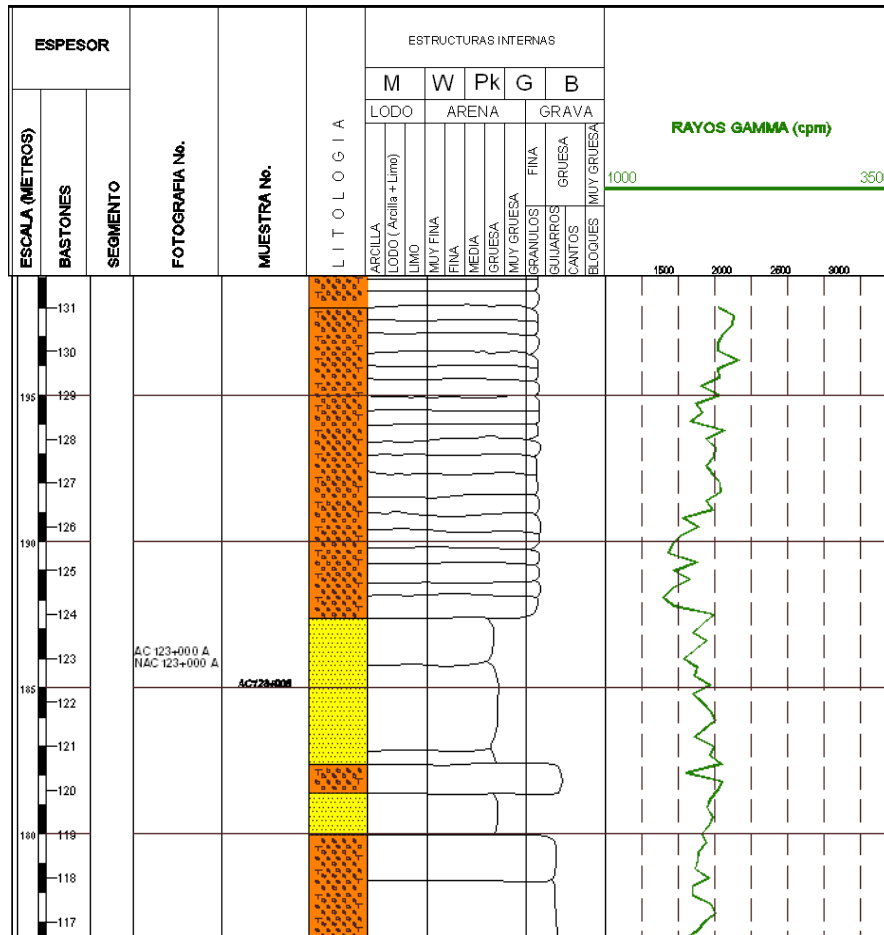 ESPESOR
ESTRUCTURAS INTERNAS
M W Pk G B
LODO ARENA GRAVA
ESCALA (METROS)
BASTONES
SEGMENTO
FOTOGRAFIA No.
MUESTRA No.
LITOLOGIA
ARCILLA
LODO ( Arcilla + Limo)
LIMO
MUY FINA
FINA
MEDIA
GRUESA
MUY GRUESA
GRANULOS
FINA
GUIJARROS
GRUESA
CANTOS
BLOQUES
MUY GRUESA
RAYOS GAMMA (cpm)
1000 3500
1500 2000 2500 3000
131
130
195 129
128
127
126
190
125
124
AC 123+000 A
NAC 123+000 A
123
185
122
121
120
180 119
118
117